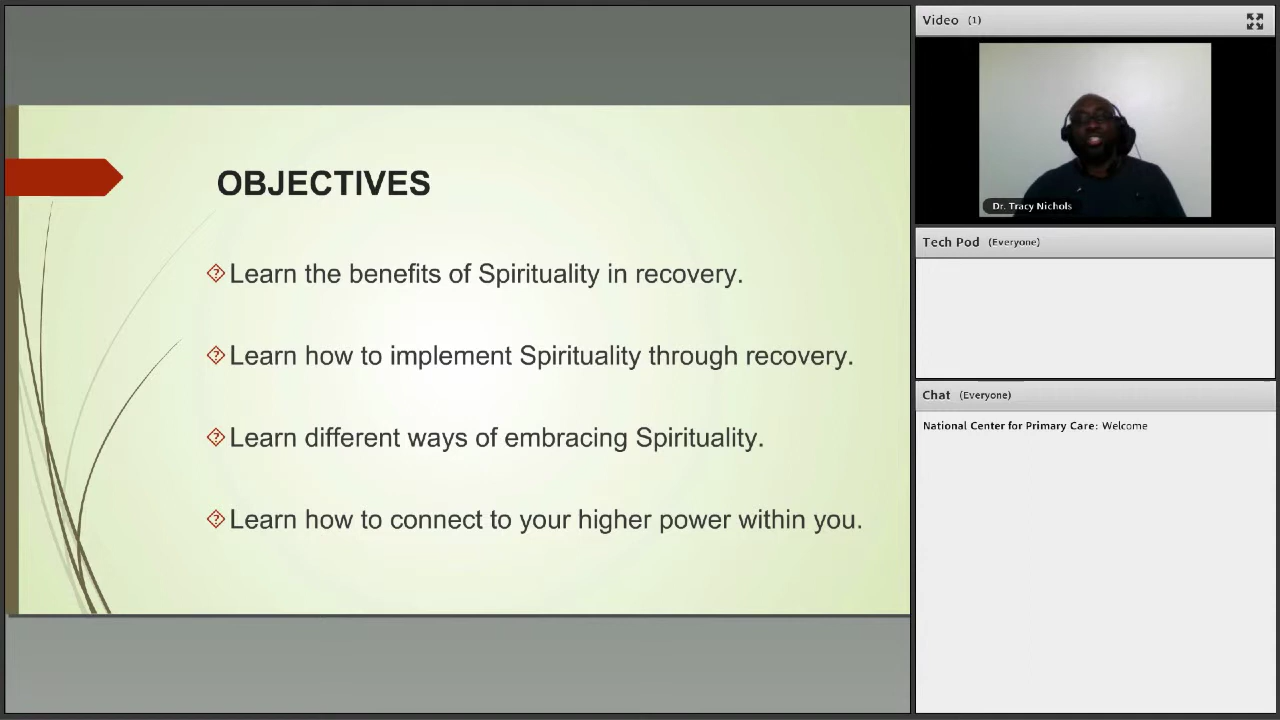 OBJECTIVES
Learn the benefits of Spirituality in recovery.
Learn how to implement Spirituality through recovery.
Learn different ways of embracing Spirituality.
Learn how to connect to your higher power within you.
Video (1)
Dr. Tracy Nichols
Tech Pod (Everyone)
Chat (Everyone)
National Center for Primary Care: Welcome